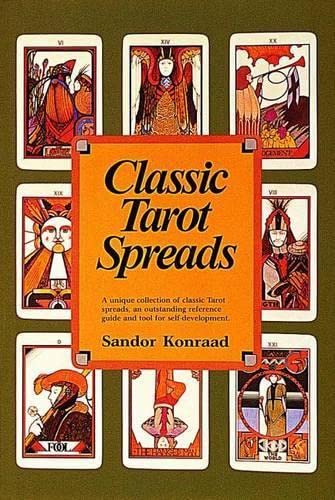 VI
XIV
XX
JUDGEMENT
XIX
VIII
Classic
Tarot
Spreads
A unique collection of classic Tarot
spreads, an outstanding reference
guide and tool for self-development.
Sandor Konraad
0
FOOL
XXI
THE WORLD